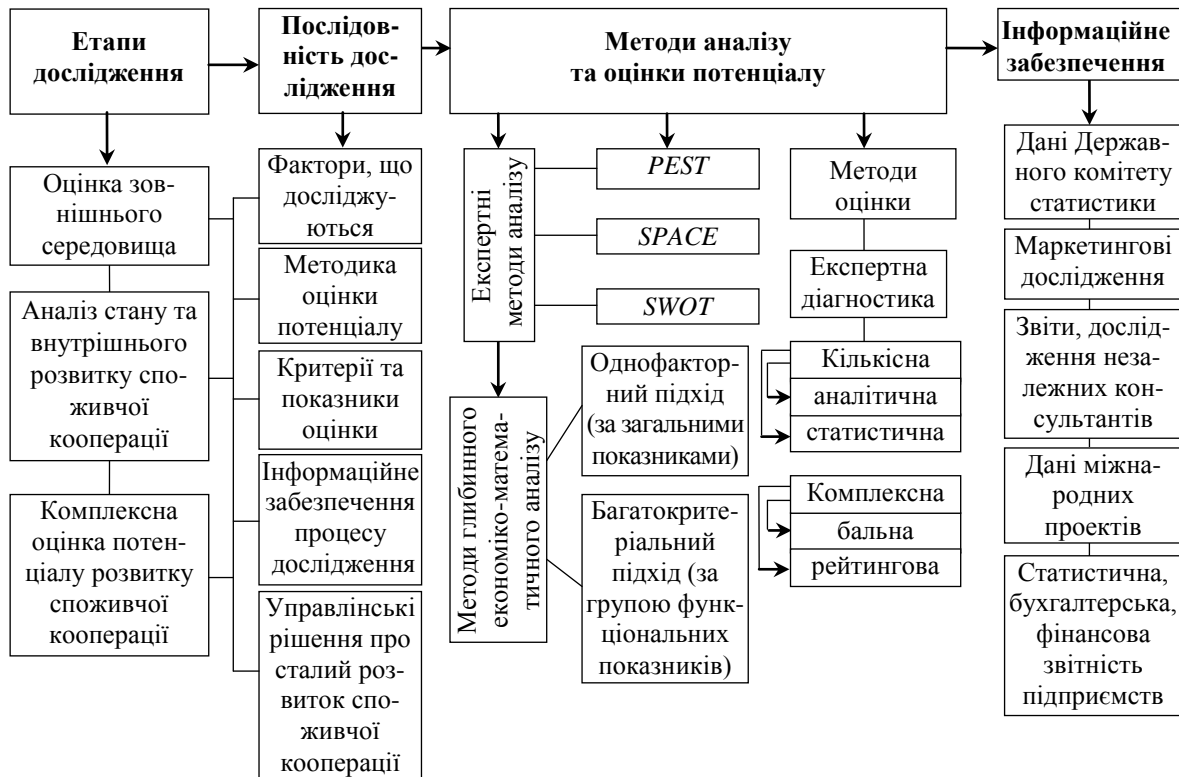 Етапи
дослідження
Послідов-
ність дос-
лідження
Методи аналізу
та оцінки потенціалу
Інформаційне
забезпечення
Оцінка зов-
нішнього
середовища
Аналіз стану та
внутрішнього
розвитку спо-
живчої
кооперації
Комплексна
оцінка потен-
ціалу розвитку
споживчої
кооперації
Фактори, що
досліджу-
ються
Методика
оцінки
потенціалу
Критерії та
показники
оцінки
Інформаційне
забезпечення
процесу
дослідження
Управлінські
рішення про
сталий роз-
виток спо-
живчої
кооперації
Експертні
методи аналізу
PEST
SPACE
SWOT
Методи глибинного
економіко-матема-
тичного аналізу
Однофактор-
ний підхід
(за загальними
показниками)
Багатокрите-
ріальний
підхід (за
групою функ-
ціональних
показників)
Методи
оцінки
Експертна
діагностика
Кількісна
аналітична
статистична
Комплексна
бальна
рейтингова
Дані Держав-
ного комітету
статистики
Маркетингові
дослідження
Звіти, дослід-
ження неза-
лежних кон-
сультантів
Дані міжна-
родних
проектів
Статистична,
бухгалтерська,
фінансова
звітність
підприємств